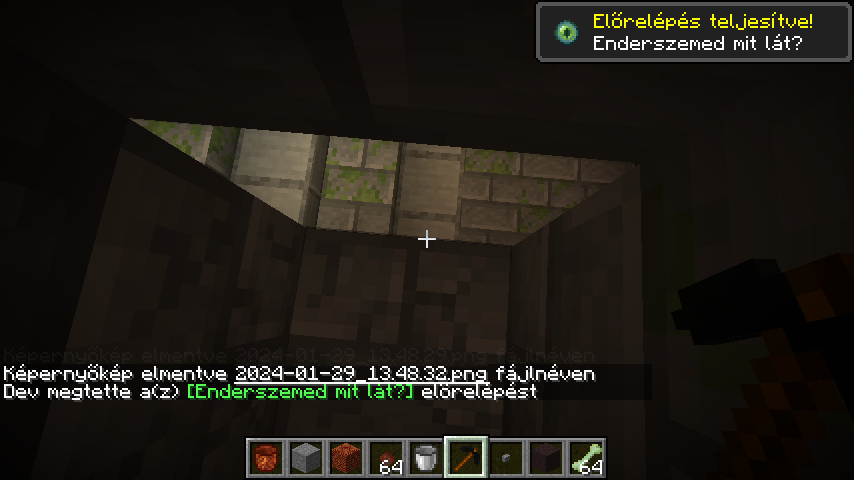 Előrelépés teljesítve!
Enderszemed mit lát?
Képernyőkép elmentve 2024-01-29_13.48.32.png fájlnéven
Dev megtette a(z) [Enderszemed mit lát?] előrelépést
64
64